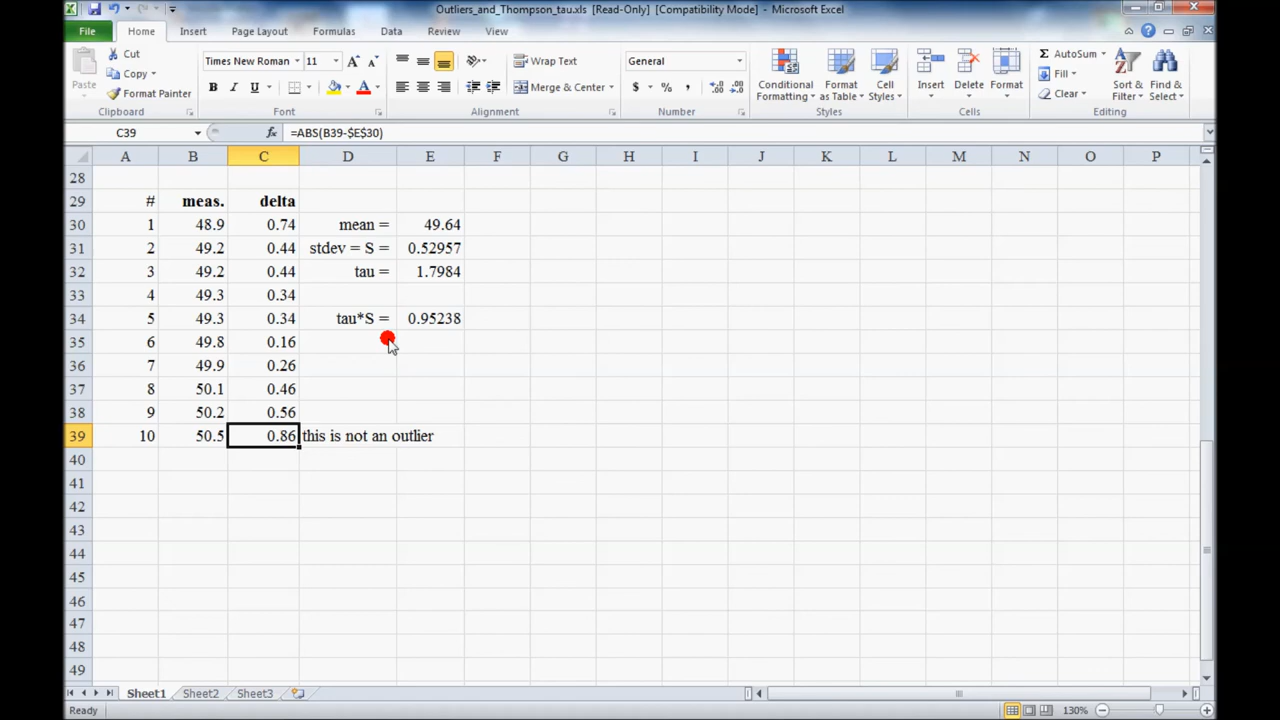 Outliers_and_Thompson_tau.xls [Read-Only] [Compatibility Mode] - Microsoft Excel
File Home Insert Page Layout Formulas Data Review View
Paste Cut Copy Format Painter
Times New Roman 11
B I U A
Wrap Text
Merge & Center
General
$ % ,
Conditional Formatting Format as Table Cell Styles
Insert Delete Format
Σ AutoSum Fill Clear
Sort & Filter Find & Select
Clipboard Font Alignment Number Styles Cells Editing
C39 fx =ABS(B39-$E$30)
A B C D E F G H I J K L M N O P
28
29 # meas. delta
30 1 48.9 0.74 mean = 49.64
31 2 49.2 0.44 stdev = S = 0.52957
32 3 49.2 0.44 tau = 1.7984
33 4 49.3 0.34
34 5 49.3 0.34 tau*S = 0.95238
35 6 49.8 0.16
36 7 49.9 0.26
37 8 50.1 0.46
38 9 50.2 0.56
39 10 50.5 0.86 this is not an outlier
40
41
42
43
44
45
46
47
48
49
Sheet1 Sheet2 Sheet3
Ready 130%